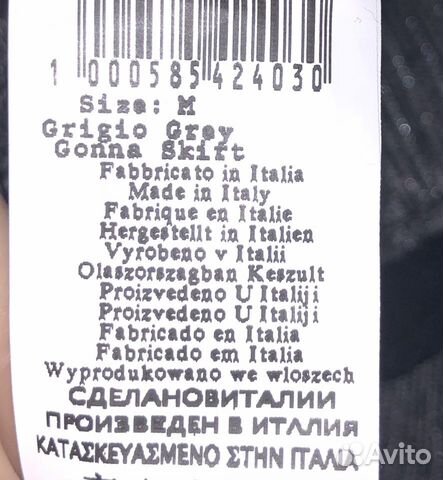 1 000585 424030
Size: M
Grigio Grey
Gonna Skirt
Fabbricato in Italia
Made in Italy
Fabrique en Italie
Hergestellt in Italien
Vyrobeno v Italii
Olaszorszagban Keszult
Proizvedeno U Italiji
Proizvedeno U Italiji
Fabricado en Italia
Fabricado em Italia
Wyprodukowano we wloszech
СДЕЛАНОВИТАЛИИ
ПРОИЗВЕДЕН В ИТАЛИЯ
ΚΑΤΑΣΚΕΥΑΣΜΕΝΟ ΣΤΗΝ ΙΤΑΛΙΑ
Avito